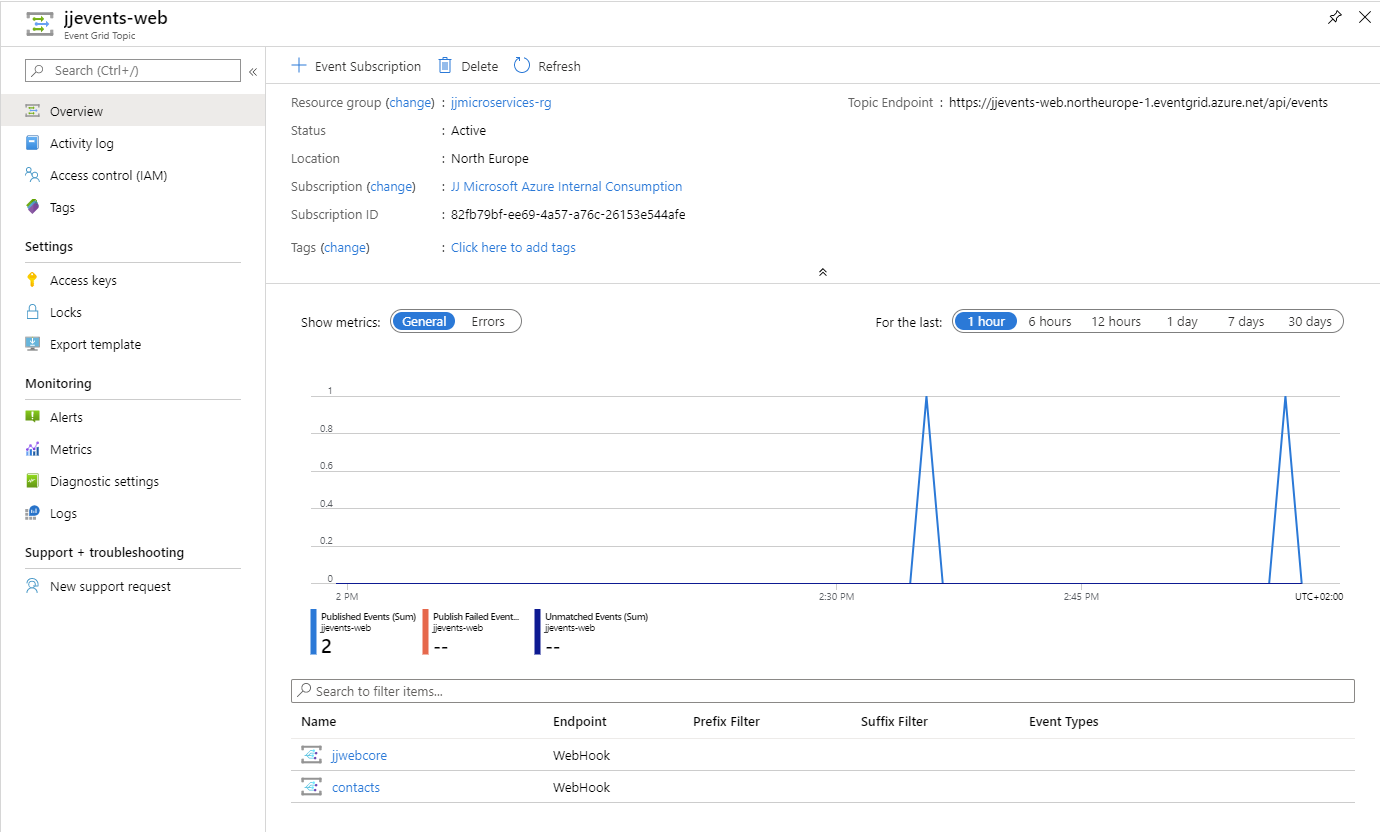 jjevents-web
Event Grid Topic
Search (Ctrl+/)
«
Overview
Activity log
Access control (IAM)
Tags
Settings
Access keys
Locks
Export template
Monitoring
Alerts
Metrics
Diagnostic settings
Logs
Support + troubleshooting
New support request
Event Subscription Delete Refresh
Resource group (change) : jjmicroservices-rg
Status : Active
Location : North Europe
Subscription (change) : JJ Microsoft Azure Internal Consumption
Subscription ID : 82fb79bf-ee69-4a57-a76c-26153e544afe
Tags (change) : Click here to add tags
Topic Endpoint : https://jjevents-web.northeurope-1.eventgrid.azure.net/api/events
Show metrics: General Errors
For the last: 1 hour 6 hours 12 hours 1 day 7 days 30 days
1
0.8
0.6
0.4
0.2
0
2 PM 2:30 PM 2:45 PM UTC+02:00
Published Events (Sum)
jjevents-web
2
Publish Failed Event...
jjevents-web
--
Unmatched Events (Sum)
jjevents-web
--
Search to filter items...
Name Endpoint Prefix Filter Suffix Filter Event Types
jjwebcore WebHook
contacts WebHook